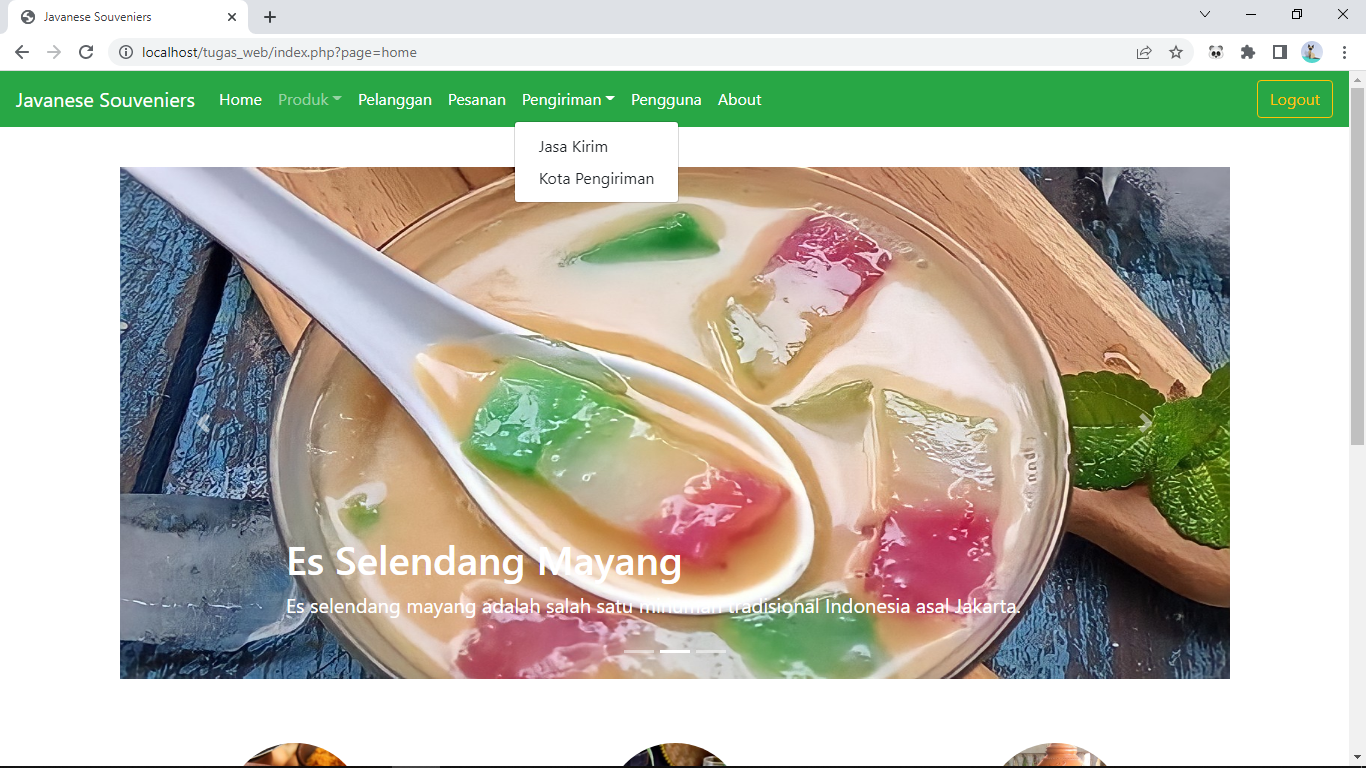 Javanese Souveniers
localhost/tugas_web/index.php?page=home
Javanese Souveniers Home Produk Pelanggan Pesanan Pengiriman Pengguna About Logout
Jasa Kirim
Kota Pengiriman
Es Selendang Mayang
Es selendang mayang adalah salah satu minuman tradisional Indonesia asal Jakarta.